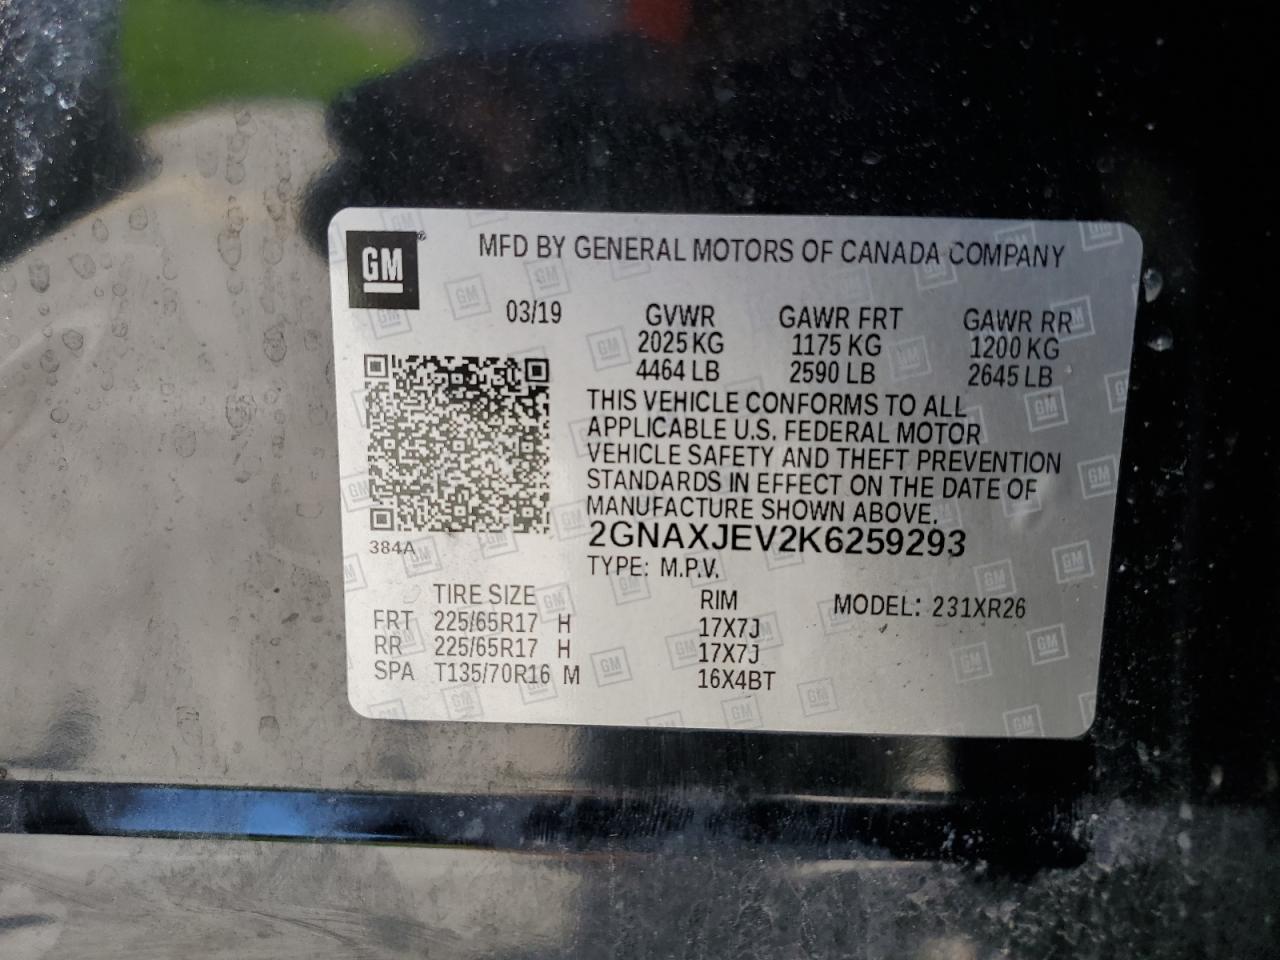 GM
MFD BY GENERAL MOTORS OF CANADA COMPANY
03/19
GVWR GAWR FRT GAWR RR
2025 KG 1175 KG 1200 KG
4464 LB 2590 LB 2645 LB
THIS VEHICLE CONFORMS TO ALL
APPLICABLE U.S. FEDERAL MOTOR
VEHICLE SAFETY AND THEFT PREVENTION
STANDARDS IN EFFECT ON THE DATE OF
MANUFACTURE SHOWN ABOVE.
2GNAXJEV2K6259293
384A
TYPE: M.P.V.
TIRE SIZE RIM MODEL: 231XR26
FRT 225/65R17 H 17X7J
RR 225/65R17 H 17X7J
SPA T135/70R16 M 16X4BT